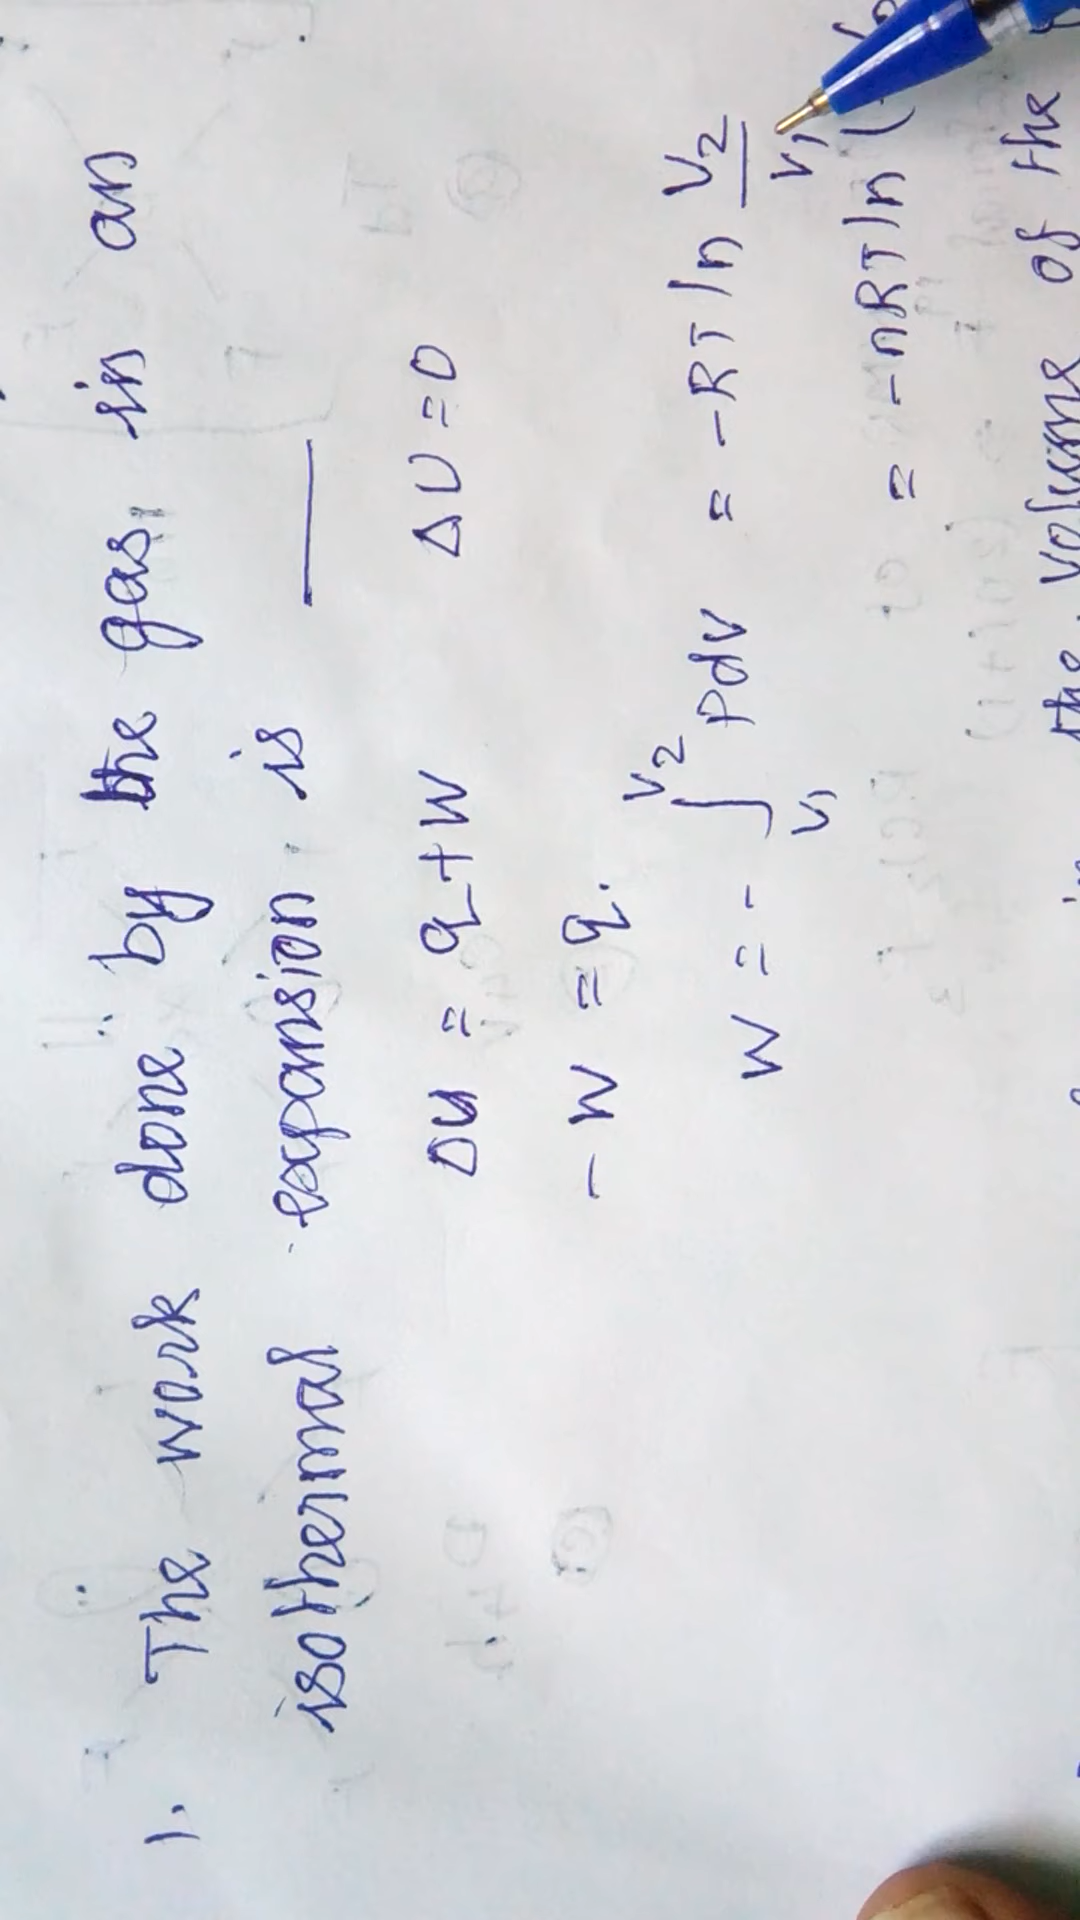 1. The work done by the gas, in an
isothermal expansion is ____
ΔU = q + W ΔU = 0
- W = q.
W = - ∫ V2 V1 PdV = -RT ln V2 / V1
= -nRT ln (
the volume of the